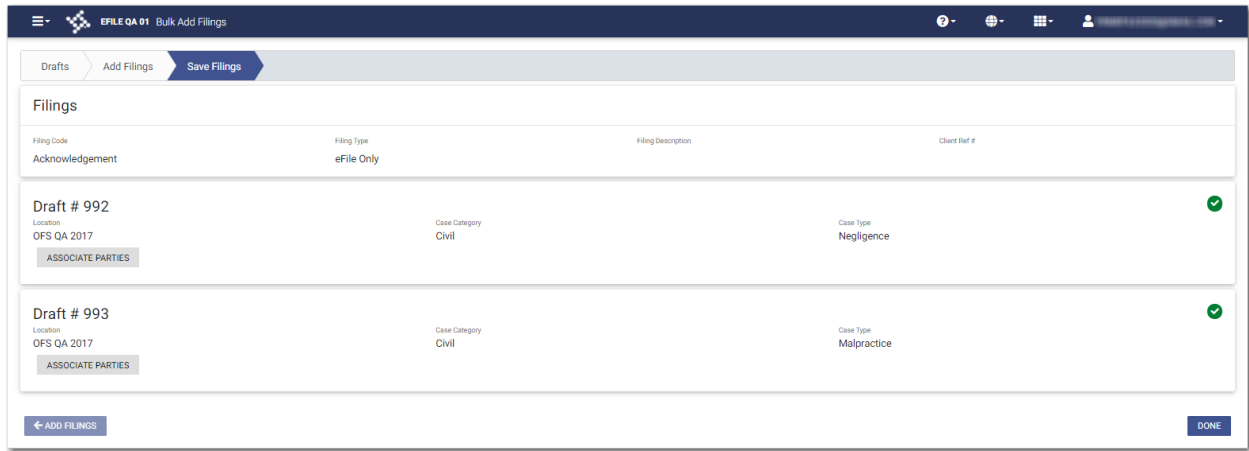 EFILE QA 01 Bulk Add Filings
Drafts Add Filings Save Filings
Filings
Filing Code Filing Type Filing Description Client Ref #
Acknowledgement eFile Only
Draft # 992
Location Case Category Case Type
OFS QA 2017 Civil Negligence
ASSOCIATE PARTIES
Draft # 993
Location Case Category Case Type
OFS QA 2017 Civil Malpractice
ASSOCIATE PARTIES
ADD FILINGS DONE